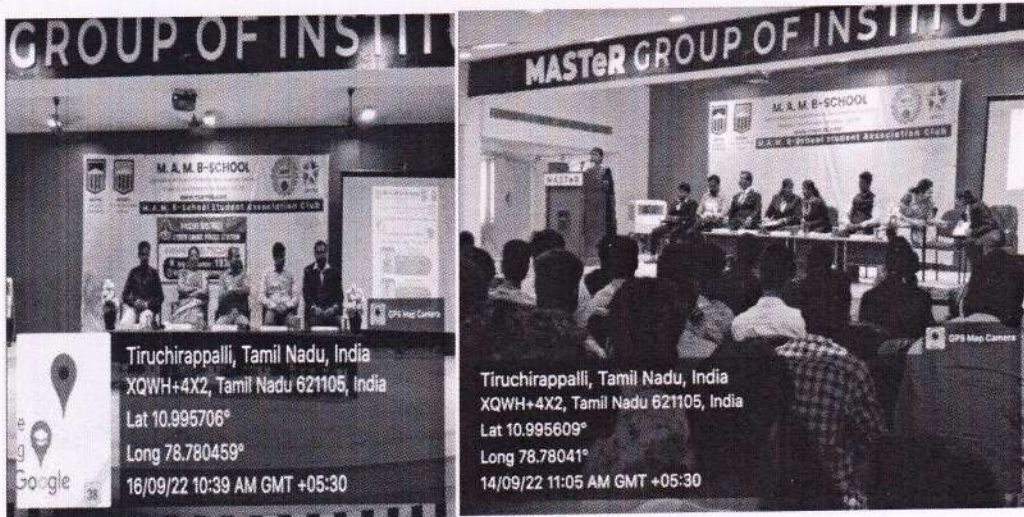 GROUP OF INSTIT
M.A.M. B-SCHOOL
M.A.M. B-School Student Association Club
GPS Map Camera
Google
Tiruchirappalli, Tamil Nadu, India
XQWH+4X2, Tamil Nadu 621105, India
Lat 10.995706°
Long 78.780459°
16/09/22 10:39 AM GMT +05:30
MASTeR GROUP OF INSTITUT
M.A.M. B-SCHOOL
M.A.M. B-School Student Association Club
MASTeR
GPS Map Camera
Tiruchirappalli, Tamil Nadu, India
XQWH+4X2, Tamil Nadu 621105, India
Lat 10.995609°
Long 78.78041°
14/09/22 11:05 AM GMT +05:30